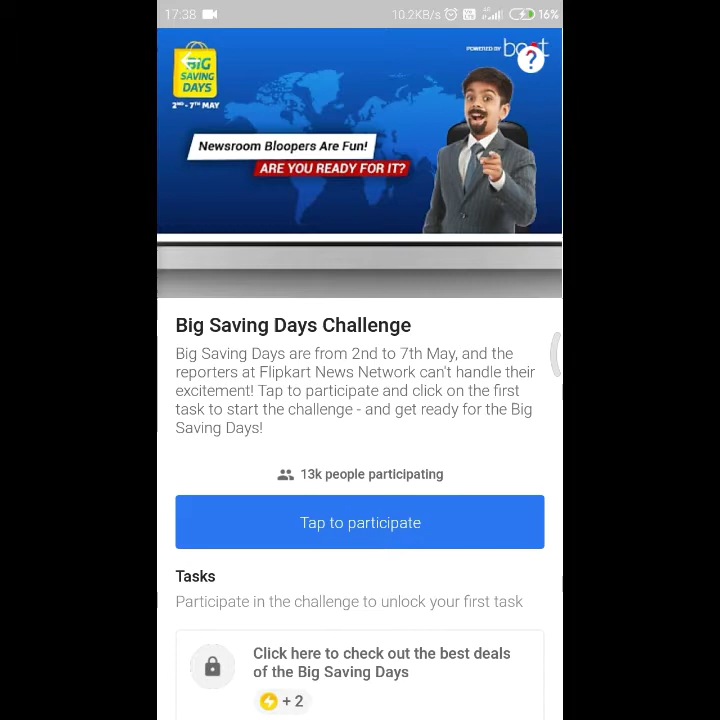 17:38 10.2KB/s 4G 16%
POWERED BY
BIG
SAVING
DAYS
2ND - 7TH MAY
?
Newsroom Bloopers Are Fun!
ARE YOU READY FOR IT?
Big Saving Days Challenge
Big Saving Days are from 2nd to 7th May, and the
reporters at Flipkart News Network can't handle their
excitement! Tap to participate and click on the first
task to start the challenge - and get ready for the Big
Saving Days!
13k people participating
Tap to participate
Tasks
Participate in the challenge to unlock your first task
Click here to check out the best deals
of the Big Saving Days
+ 2